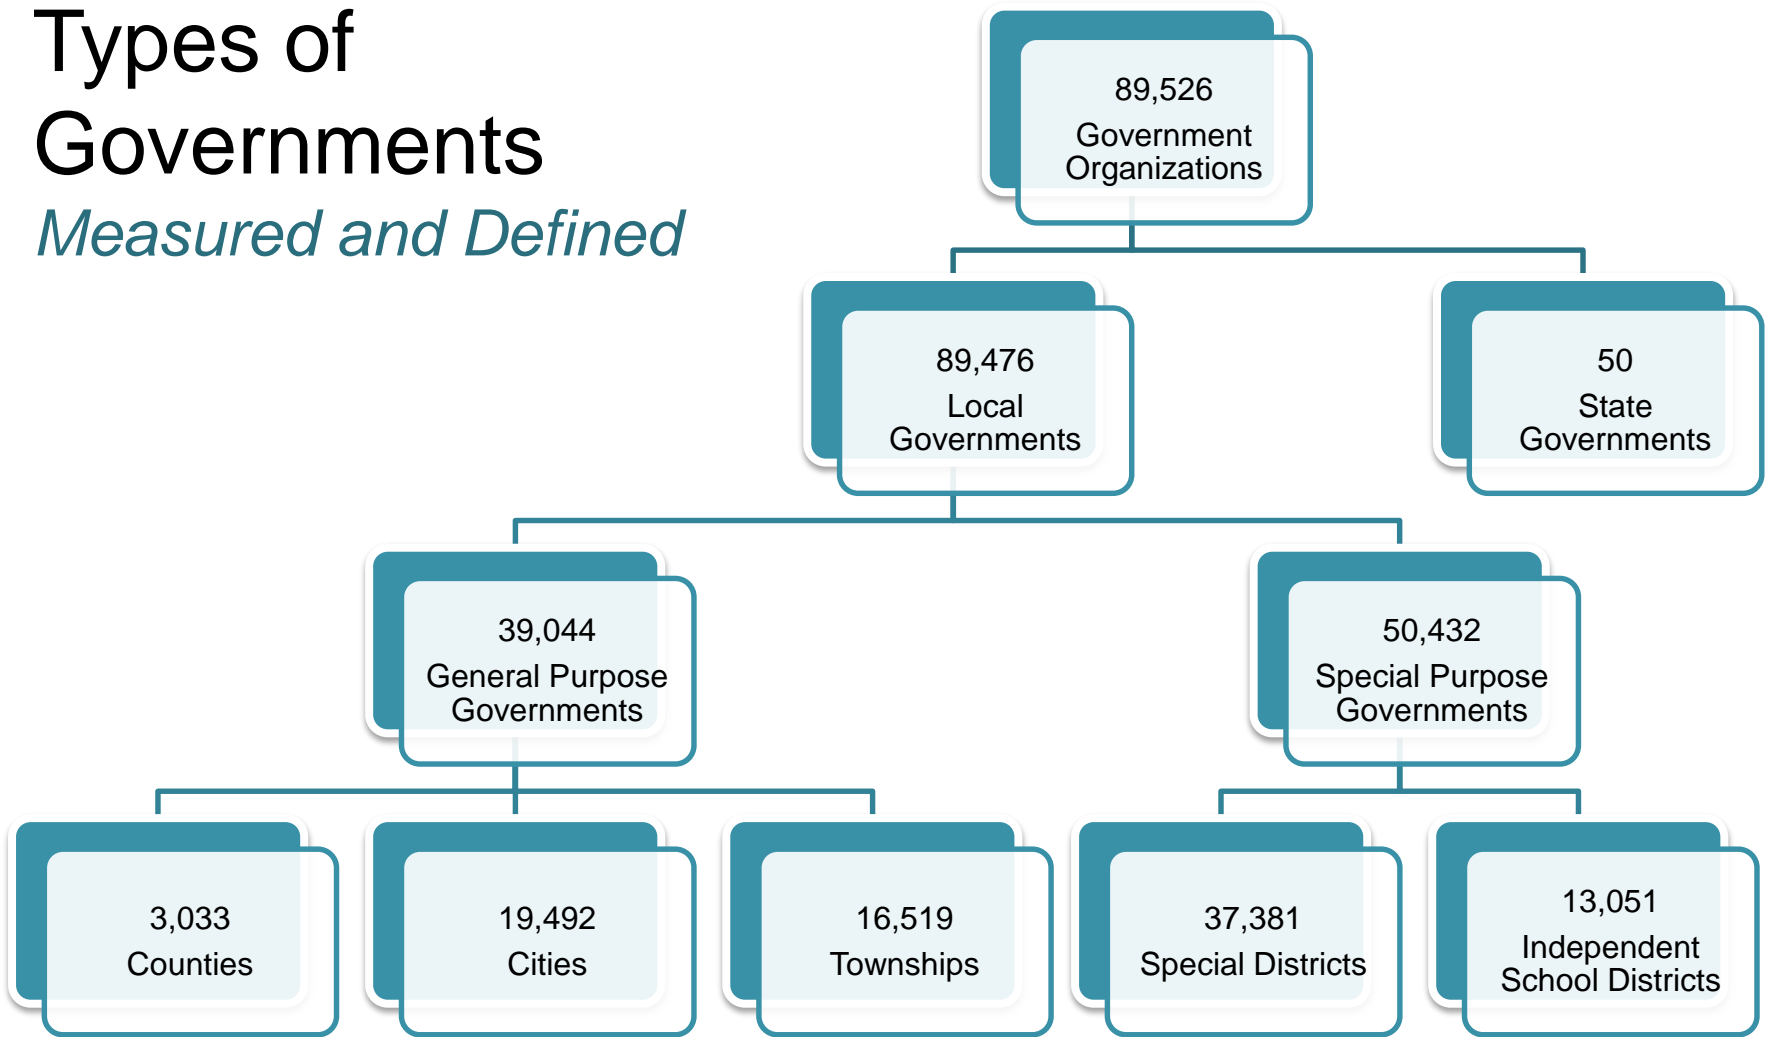 Types of
Governments
Measured and Defined
89,526
Government
Organizations
89,476
Local
Governments
50
State
Governments
39,044
General Purpose
Governments
50,432
Special Purpose
Governments
3,033
Counties
19,492
Cities
16,519
Townships
37,381
Special Districts
13,051
Independent
School Districts